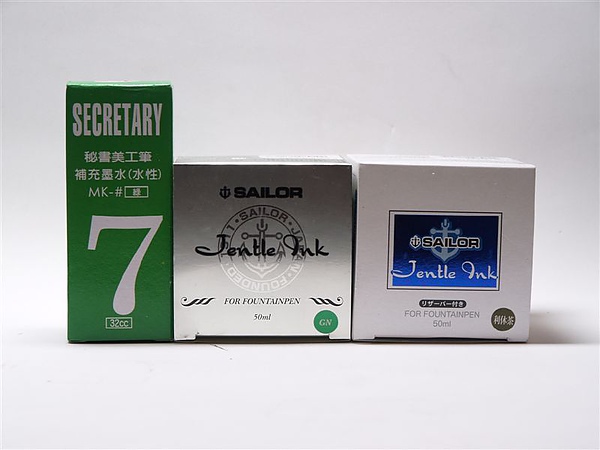 SECRETARY
秘書美工筆
補充墨水(水性)
MK-# 綠
7
32cc
SAILOR
Jentle Ink
FOR FOUNTAINPEN
50ml
GN
SAILOR
Jentle Ink
リザーバー付き
FOR FOUNTAINPEN
50ml
利休茶